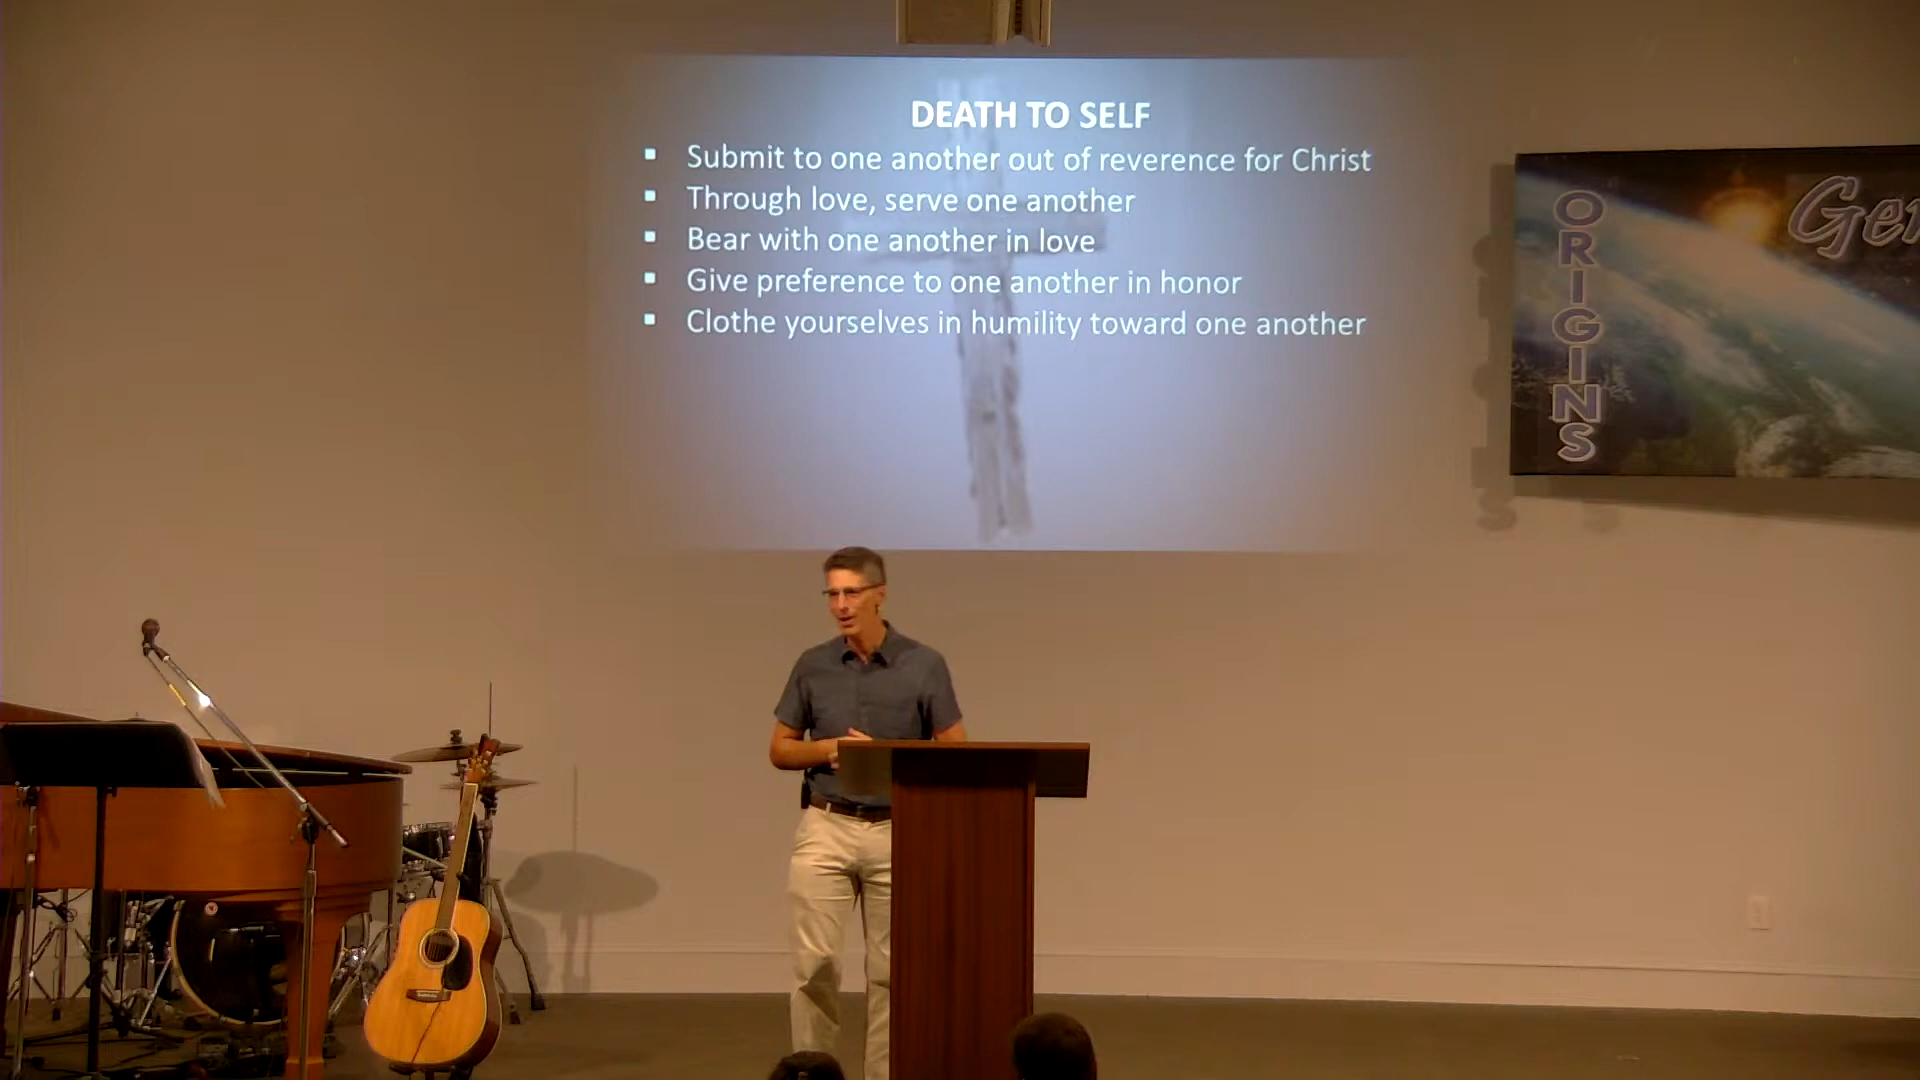 DEATH TO SELF
▪ Submit to one another out of reverence for Christ
▪ Through love, serve one another
▪ Bear with one another in love
▪ Give preference to one another in honor
▪ Clothe yourselves in humility toward one another
ORIGINS